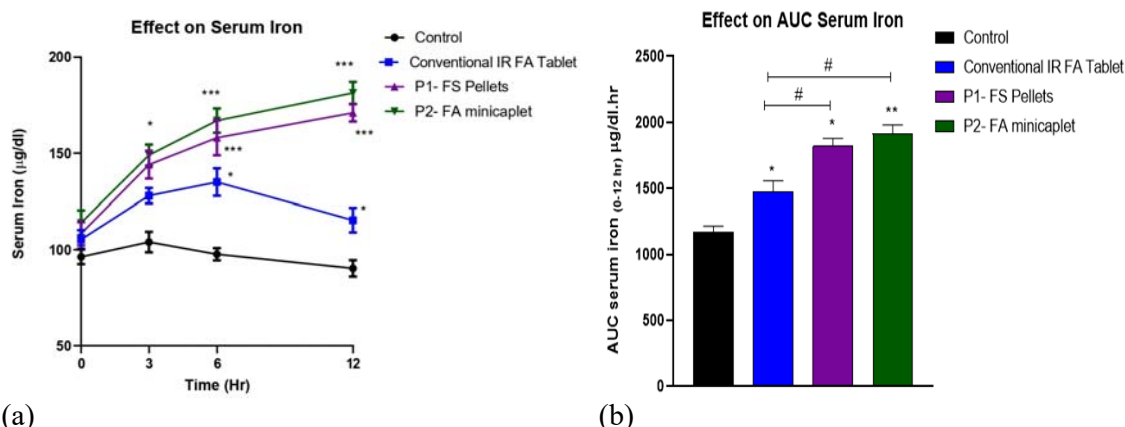 Effect on Serum Iron
Control
Conventional IR FA Tablet
P1- FS Pellets
P2- FA minicaplet
200
150
100
50
Serum Iron (µg/dl)
*
***
***
***
*
***
*
0 3 6 12
Time (Hr)
(a)
Effect on AUC Serum Iron
Control
Conventional IR FA Tablet
P1- FS Pellets
P2- FA minicaplet
2500
2000
1500
1000
500
0
AUC serum iron (0-12 hr) µg/dl.hr
#
#
*
*
**
(b)